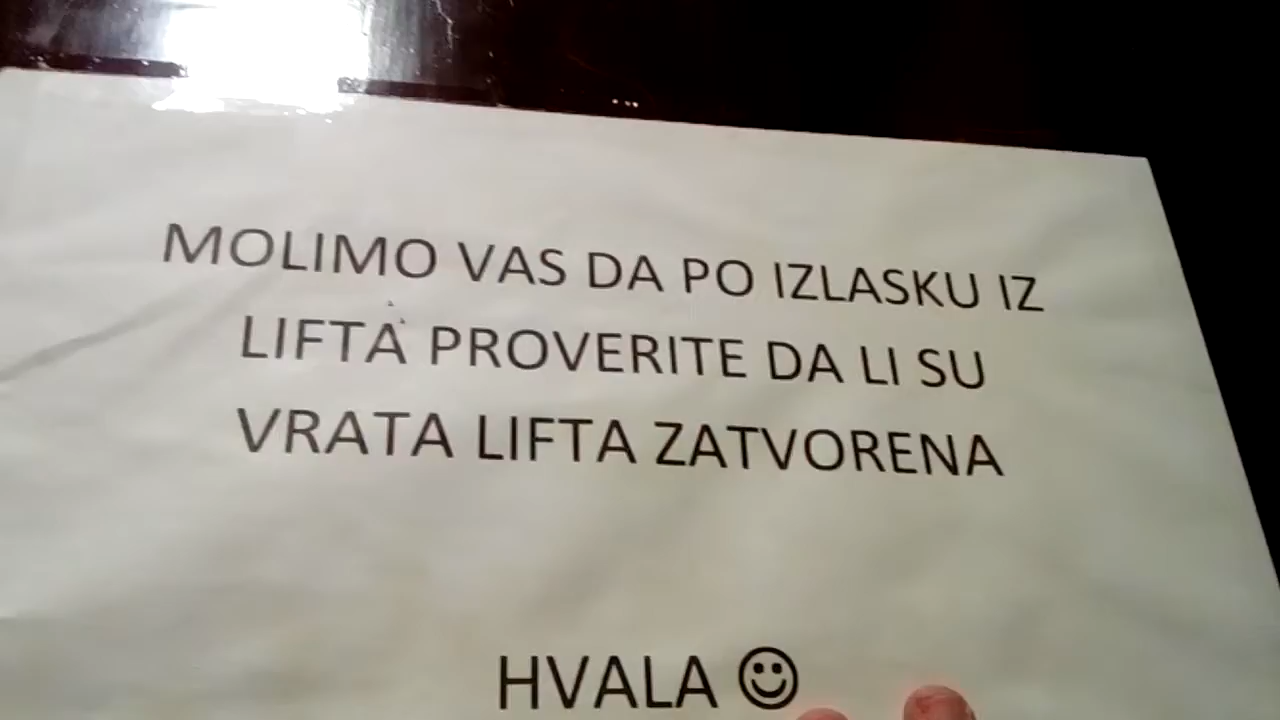 MOLIMO VAS DA PO IZLASKU IZ
LIFTA PROVERITE DA LI SU
VRATA LIFTA ZATVORENA
HVALA ☺